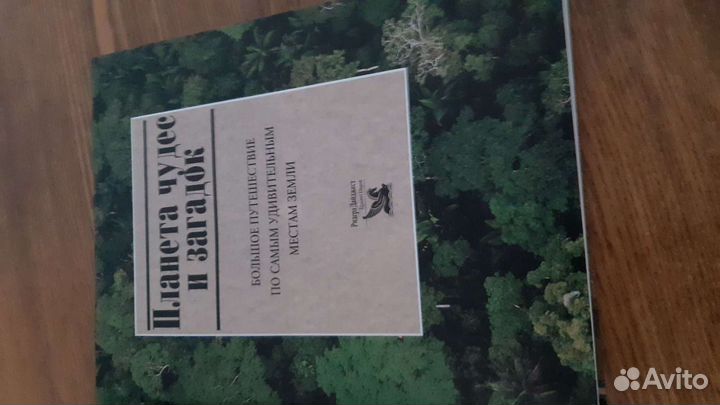 Планета чудес
и загадок
БОЛЬШОЕ ПУТЕШЕСТВИЕ
ПО САМЫМ УДИВИТЕЛЬНЫМ
МЕСТАМ ЗЕМЛИ
Ридерз Дайджест
Avito